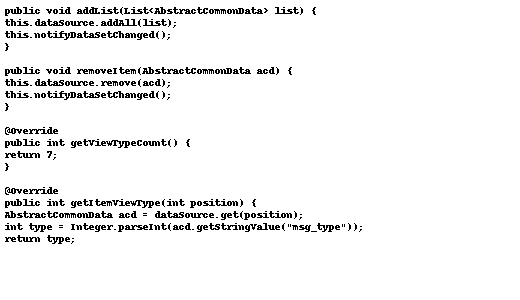 public void addList(List<AbstractCommonData> list) {
this.dataSource.addAll(list);
this.notifyDataSetChanged();
}

public void removeItem(AbstractCommonData acd) {
this.dataSource.remove(acd);
this.notifyDataSetChanged();
}

@Override
public int getViewTypeCount() {
return 7;
}

@Override
public int getItemViewType(int position) {
AbstractCommonData acd = dataSource.get(position);
int type = Integer.parseInt(acd.getStringValue("msg_type"));
return type;